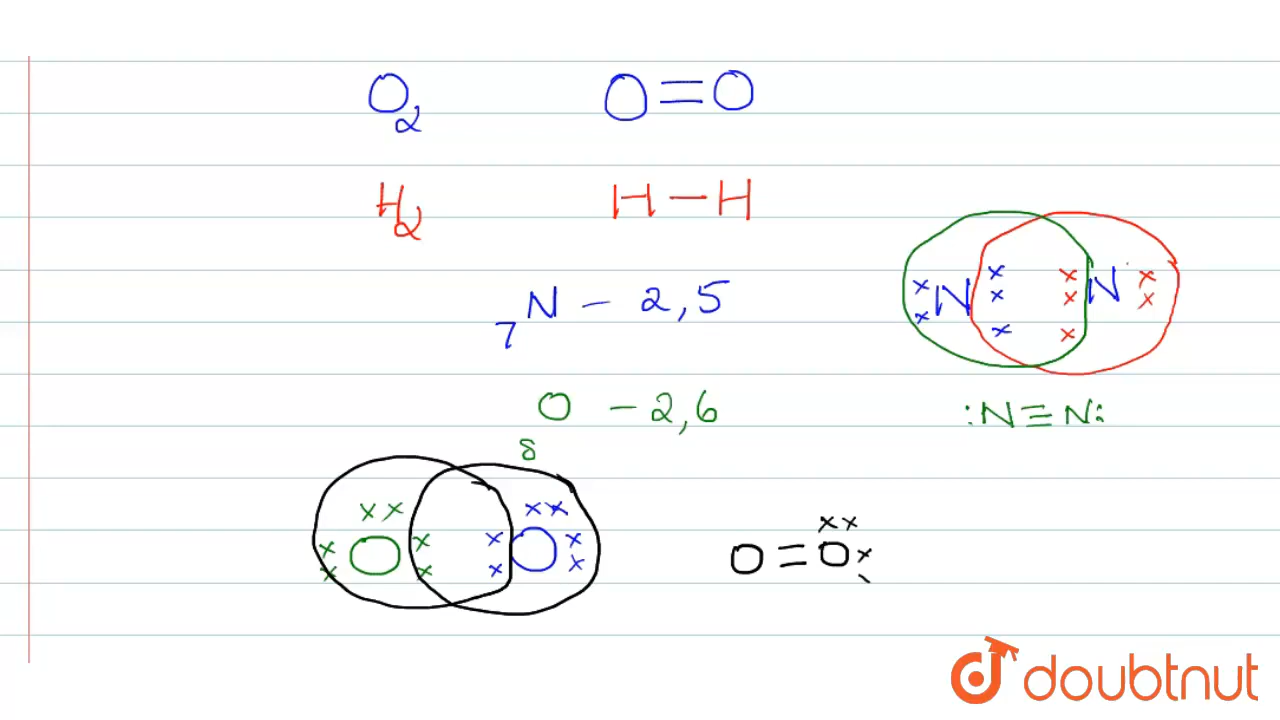 O₂ O=O
H₂ H−H
₇N − 2,5
N N
O − 2,6
:N≡N:
8
O O
O=O
doubtnut